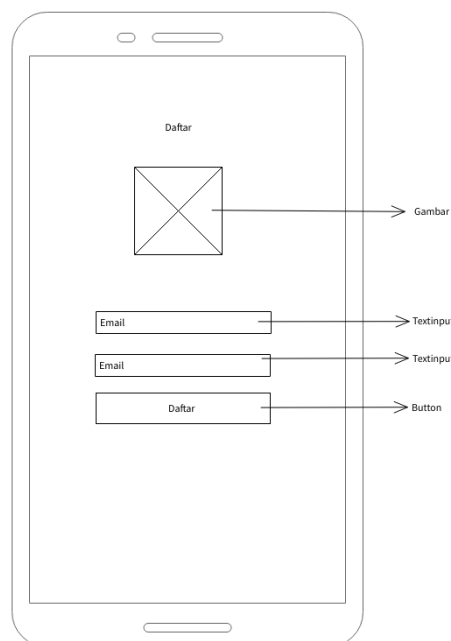 Daftar
Gambar
Email
Textinput
Email
Textinput
Daftar
Button